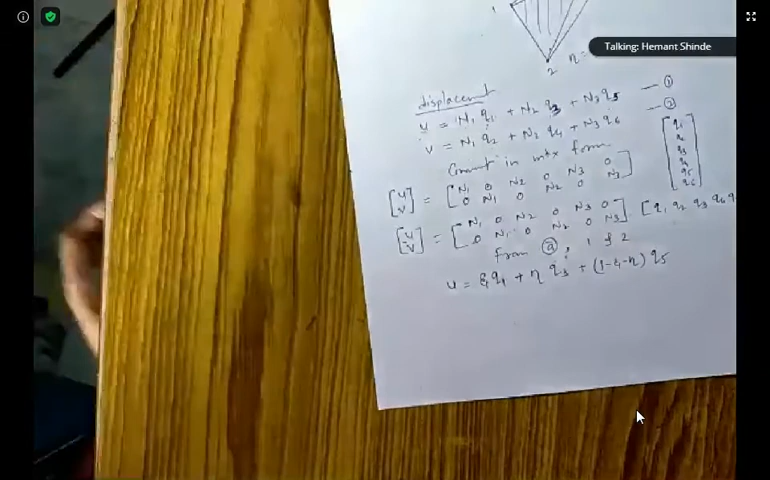 Talking: Hemant Shinde
1
2 η =
displacement
u = N₁ q₁ + N₂ q₃ + N₃ q₅ — ①
v = N₁ q₂ + N₂ q₄ + N₃ q₆ — ②
Convert in mtx form
[u v] = [N₁ 0 N₂ 0 N₃ 0 0 N₁ 0 N₂ 0 N₃] [q₁ q₂ q₃ q₄ q₅ q₆]
[u v] = [N₁ 0 N₂ 0 N₃ 0 0 N₁ 0 N₂ 0 N₃] [q₁ q₂ q₃ q₄ q
from ⓐ, 1 & 2
u = ξ q₁ + η q₃ + (1-ξ-η) q₅